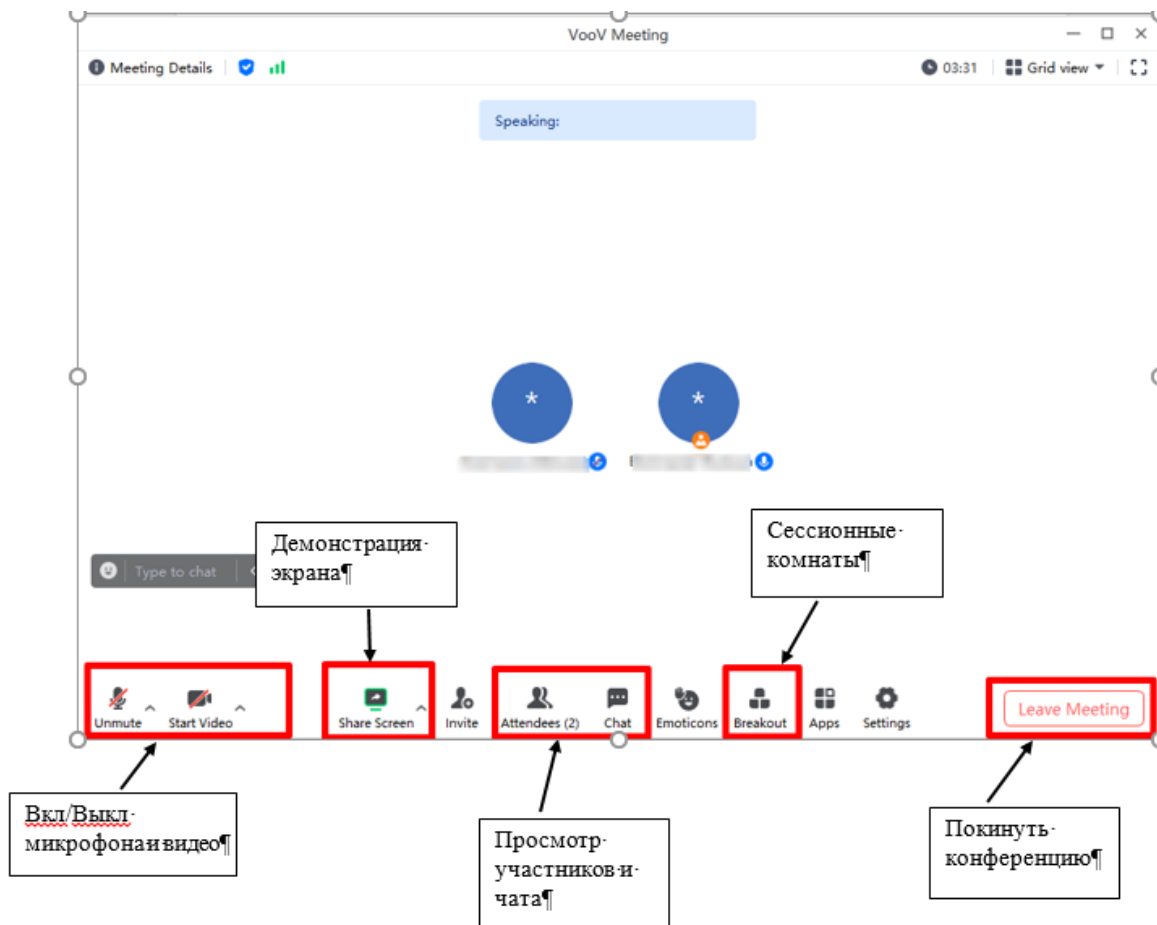 VooV Meeting
Meeting Details
03:31
Grid view
Speaking:
*
*
Демонстрация·
экрана¶
Сессионные·
комнаты¶
Type to chat
Unmute
Start Video
Share Screen
Invite
Attendees (2)
Chat
Emoticons
Breakout
Apps
Settings
Leave Meeting
Вкл/Выкл·
микрофона·и·видео¶
Просмотр·
участников·и·
чата¶
Покинуть·
конференцию¶